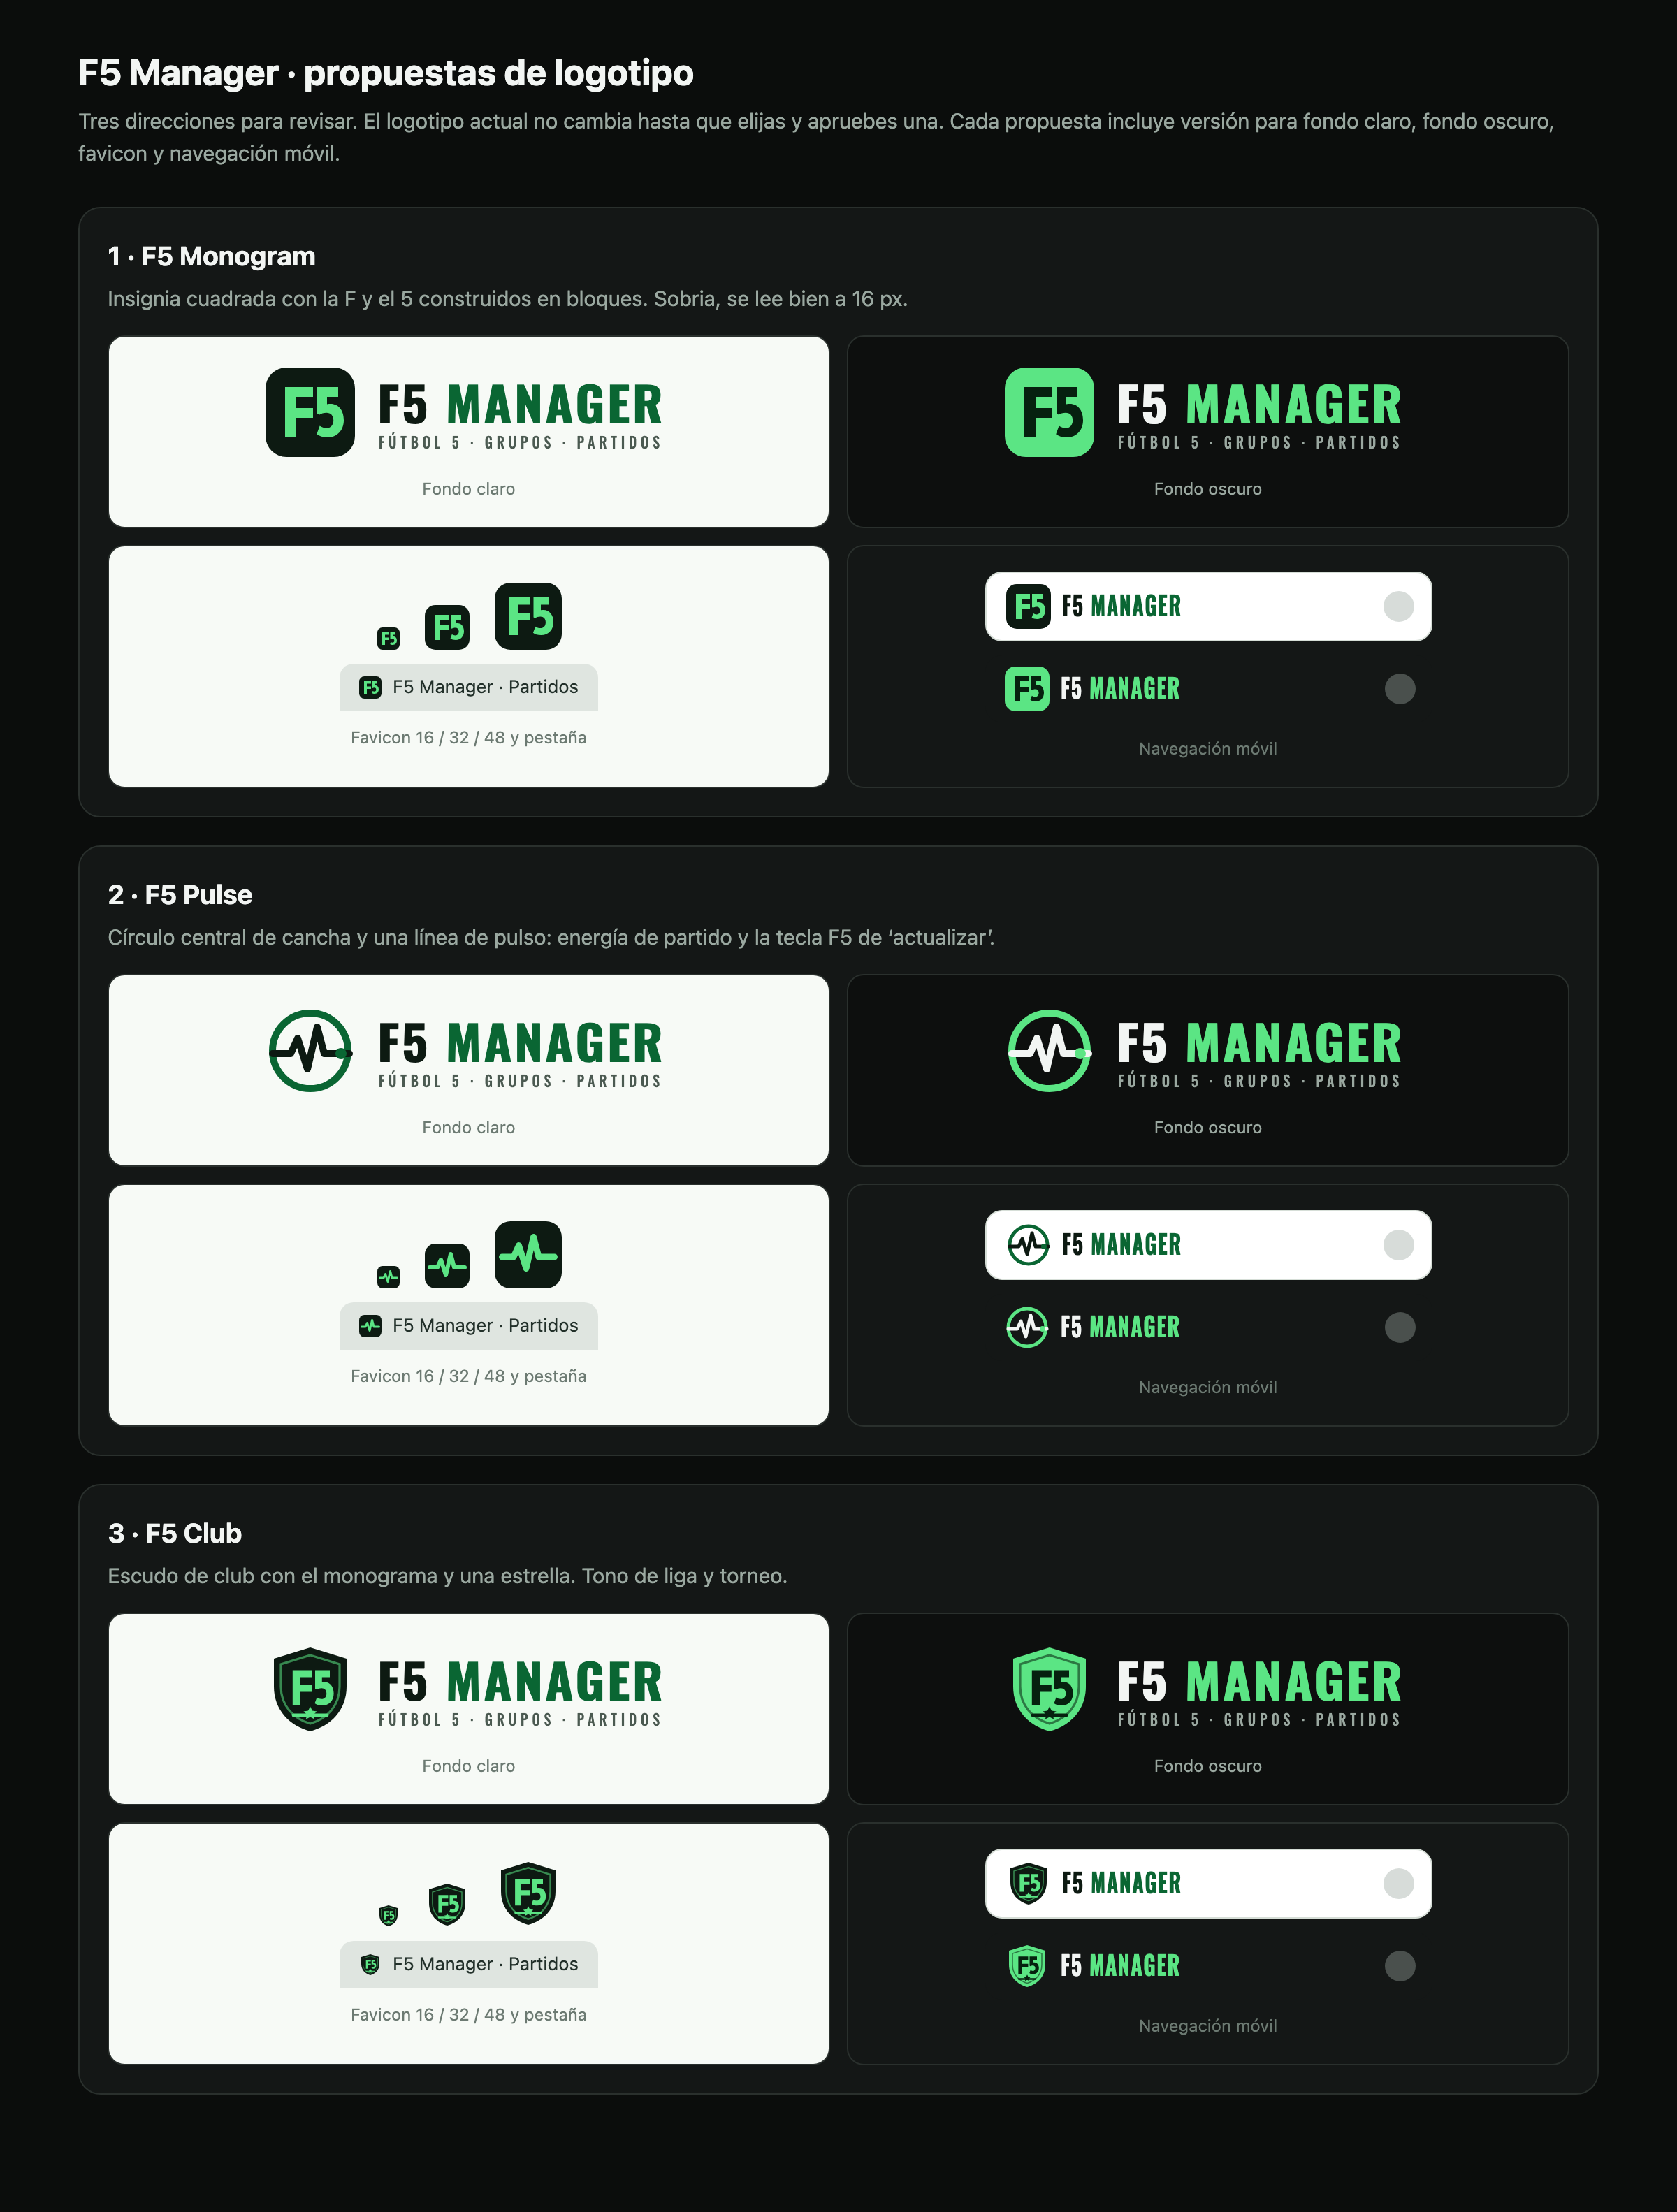 F5 Manager · propuestas de logotipo
Tres direcciones para revisar. El logotipo actual no cambia hasta que elijas y apruebes una. Cada propuesta incluye versión para fondo claro, fondo oscuro,
favicon y navegación móvil.
1 · F5 Monogram
Insignia cuadrada con la F y el 5 construidos en bloques. Sobria, se lee bien a 16 px.
F5 F5 MANAGER
FÚTBOL 5 · GRUPOS · PARTIDOS
Fondo claro
F5 F5 MANAGER
FÚTBOL 5 · GRUPOS · PARTIDOS
Fondo oscuro
F5 F5 F5
F5 F5 Manager · Partidos
Favicon 16 / 32 / 48 y pestaña
F5 F5 MANAGER
F5 F5 MANAGER
Navegación móvil
2 · F5 Pulse
Círculo central de cancha y una línea de pulso: energía de partido y la tecla F5 de ‘actualizar’.
F5 MANAGER
FÚTBOL 5 · GRUPOS · PARTIDOS
Fondo claro
F5 MANAGER
FÚTBOL 5 · GRUPOS · PARTIDOS
Fondo oscuro
F5 Manager · Partidos
Favicon 16 / 32 / 48 y pestaña
F5 MANAGER
F5 MANAGER
Navegación móvil
3 · F5 Club
Escudo de club con el monograma y una estrella. Tono de liga y torneo.
F5 F5 MANAGER
FÚTBOL 5 · GRUPOS · PARTIDOS
Fondo claro
F5 F5 MANAGER
FÚTBOL 5 · GRUPOS · PARTIDOS
Fondo oscuro
F5 F5 F5
F5 F5 Manager · Partidos
Favicon 16 / 32 / 48 y pestaña
F5 F5 MANAGER
F5 F5 MANAGER
Navegación móvil